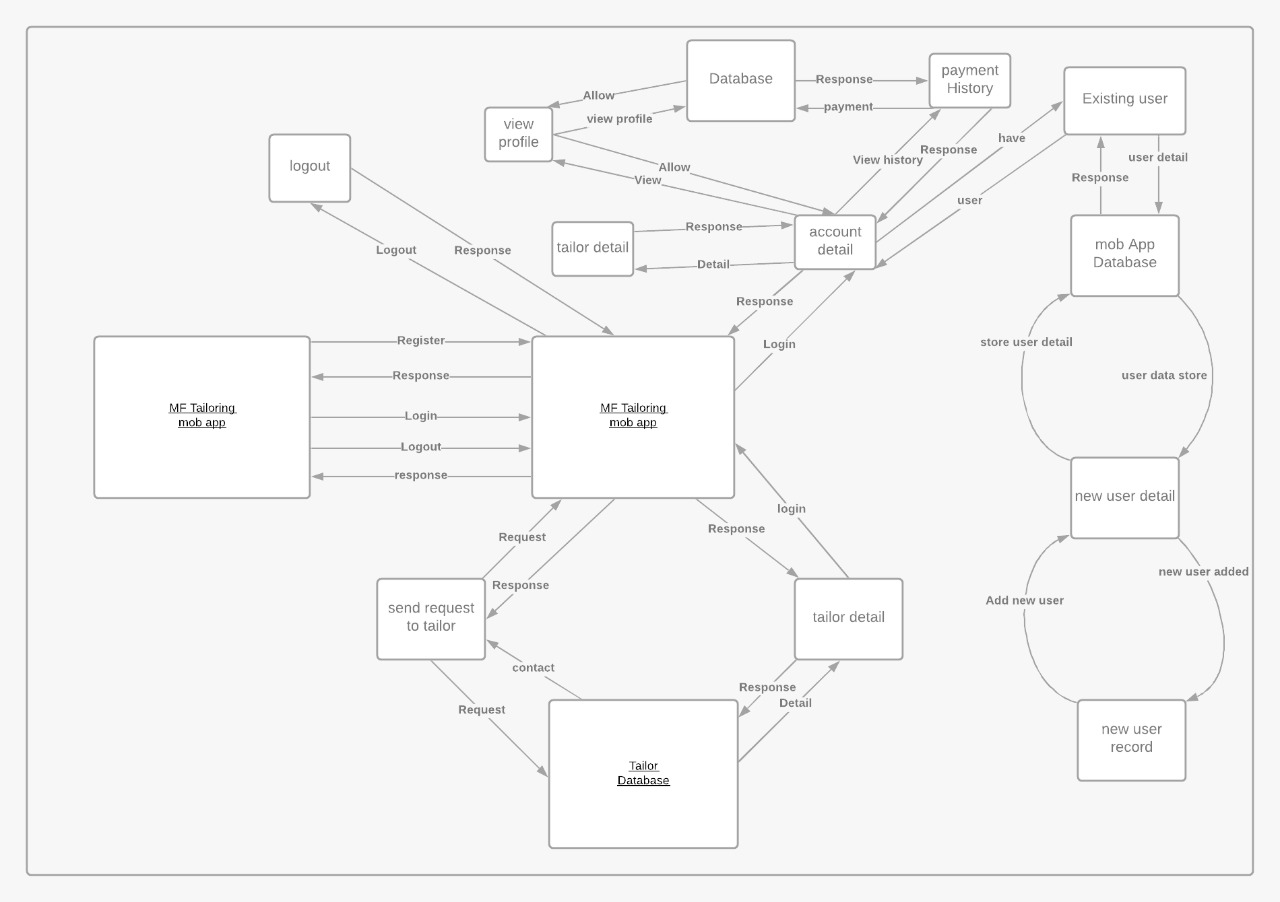 Database
Response
payment
payment
History
Existing user
Allow
view profile
view
profile
Allow
View
View history
Response
have
user
user detail
Response
logout
Logout
Response
tailor detail
Response
Detail
account
detail
mob App
Database
Response
Login
store user detail
user data store
MF Tailoring
mob app
Register
Response
Login
Logout
response
MF Tailoring
mob app
new user detail
login
Response
Request
Response
new user added
Add new user
send request
to tailor
tailor detail
contact
Request
Response
Detail
Tailor
Database
new user
record